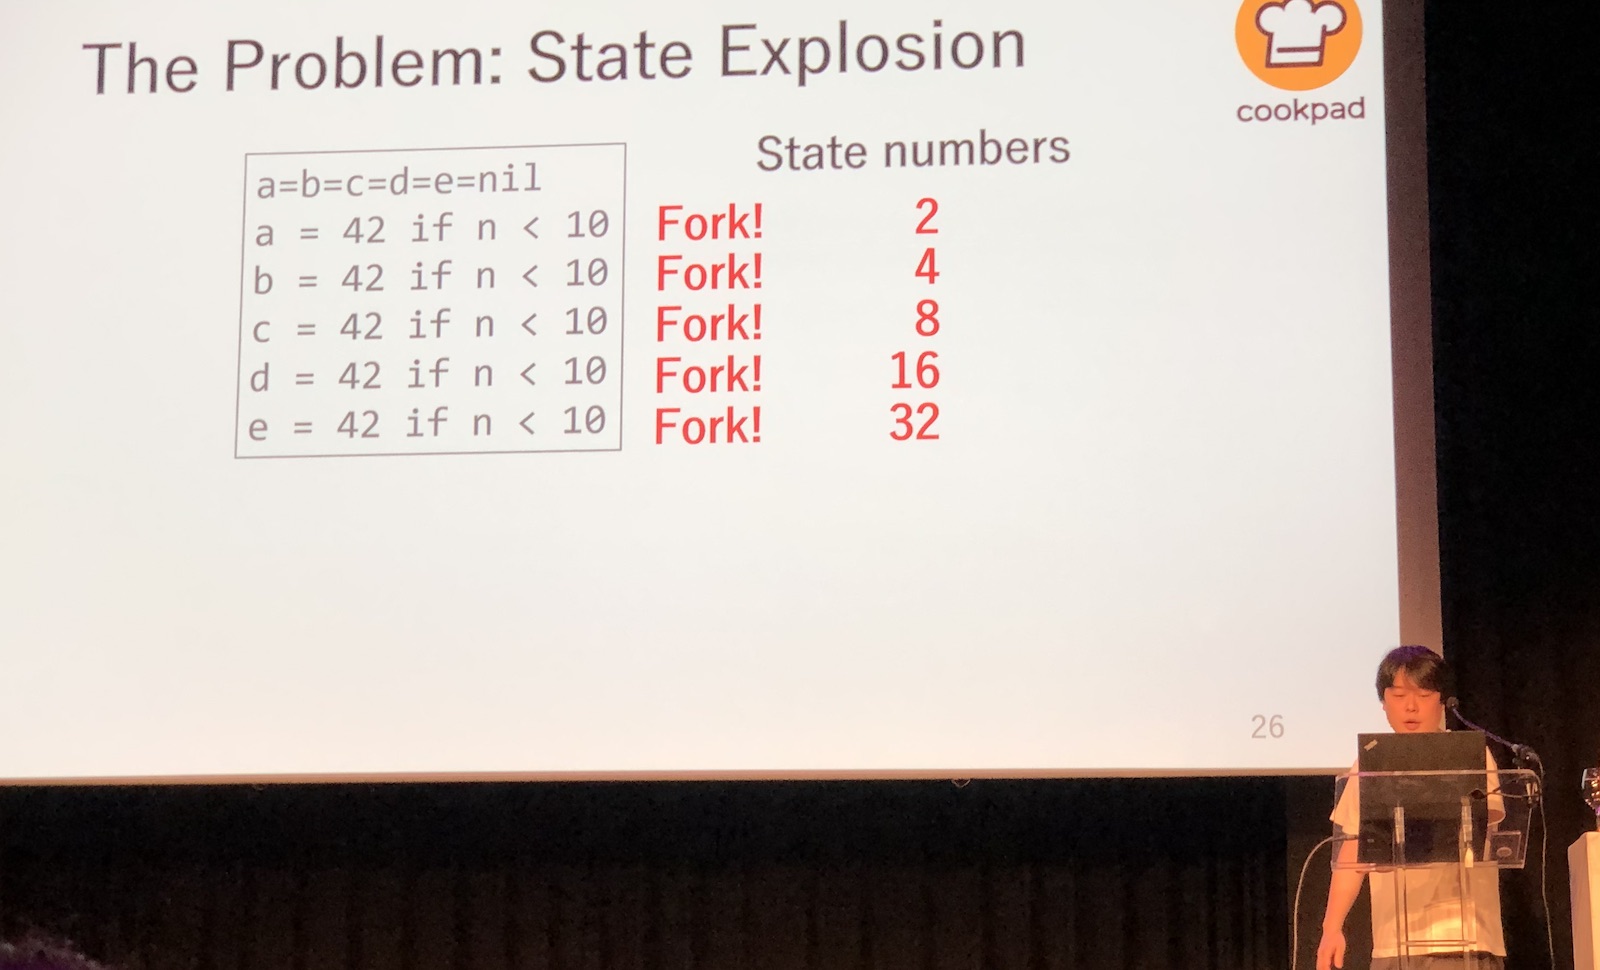 The Problem: State Explosion
cookpad
State numbers
a=b=c=d=e=nil
a = 42 if n < 10 Fork! 2
b = 42 if n < 10 Fork! 4
c = 42 if n < 10 Fork! 8
d = 42 if n < 10 Fork! 16
e = 42 if n < 10 Fork! 32
26